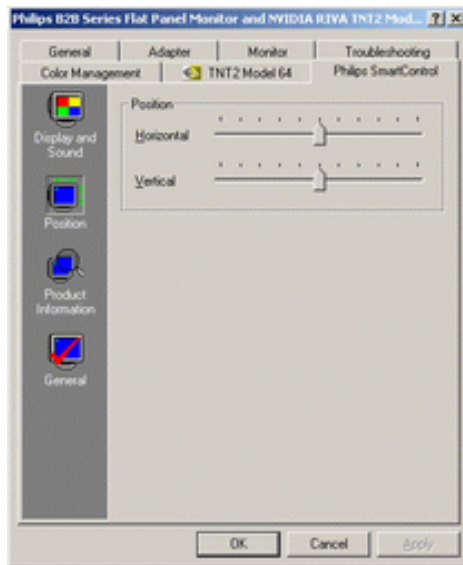 Philips B2B Series Flat Panel Monitor and NVIDIA RIVA TNT2 Mod...
General
Adapter
Monitor
Troubleshooting
Color Management
TNT2 Model 64
Philips SmartControl
Display and
Sound
Position
Product
Information
General
Position
Horizontal
Vertical
OK
Cancel
Apply